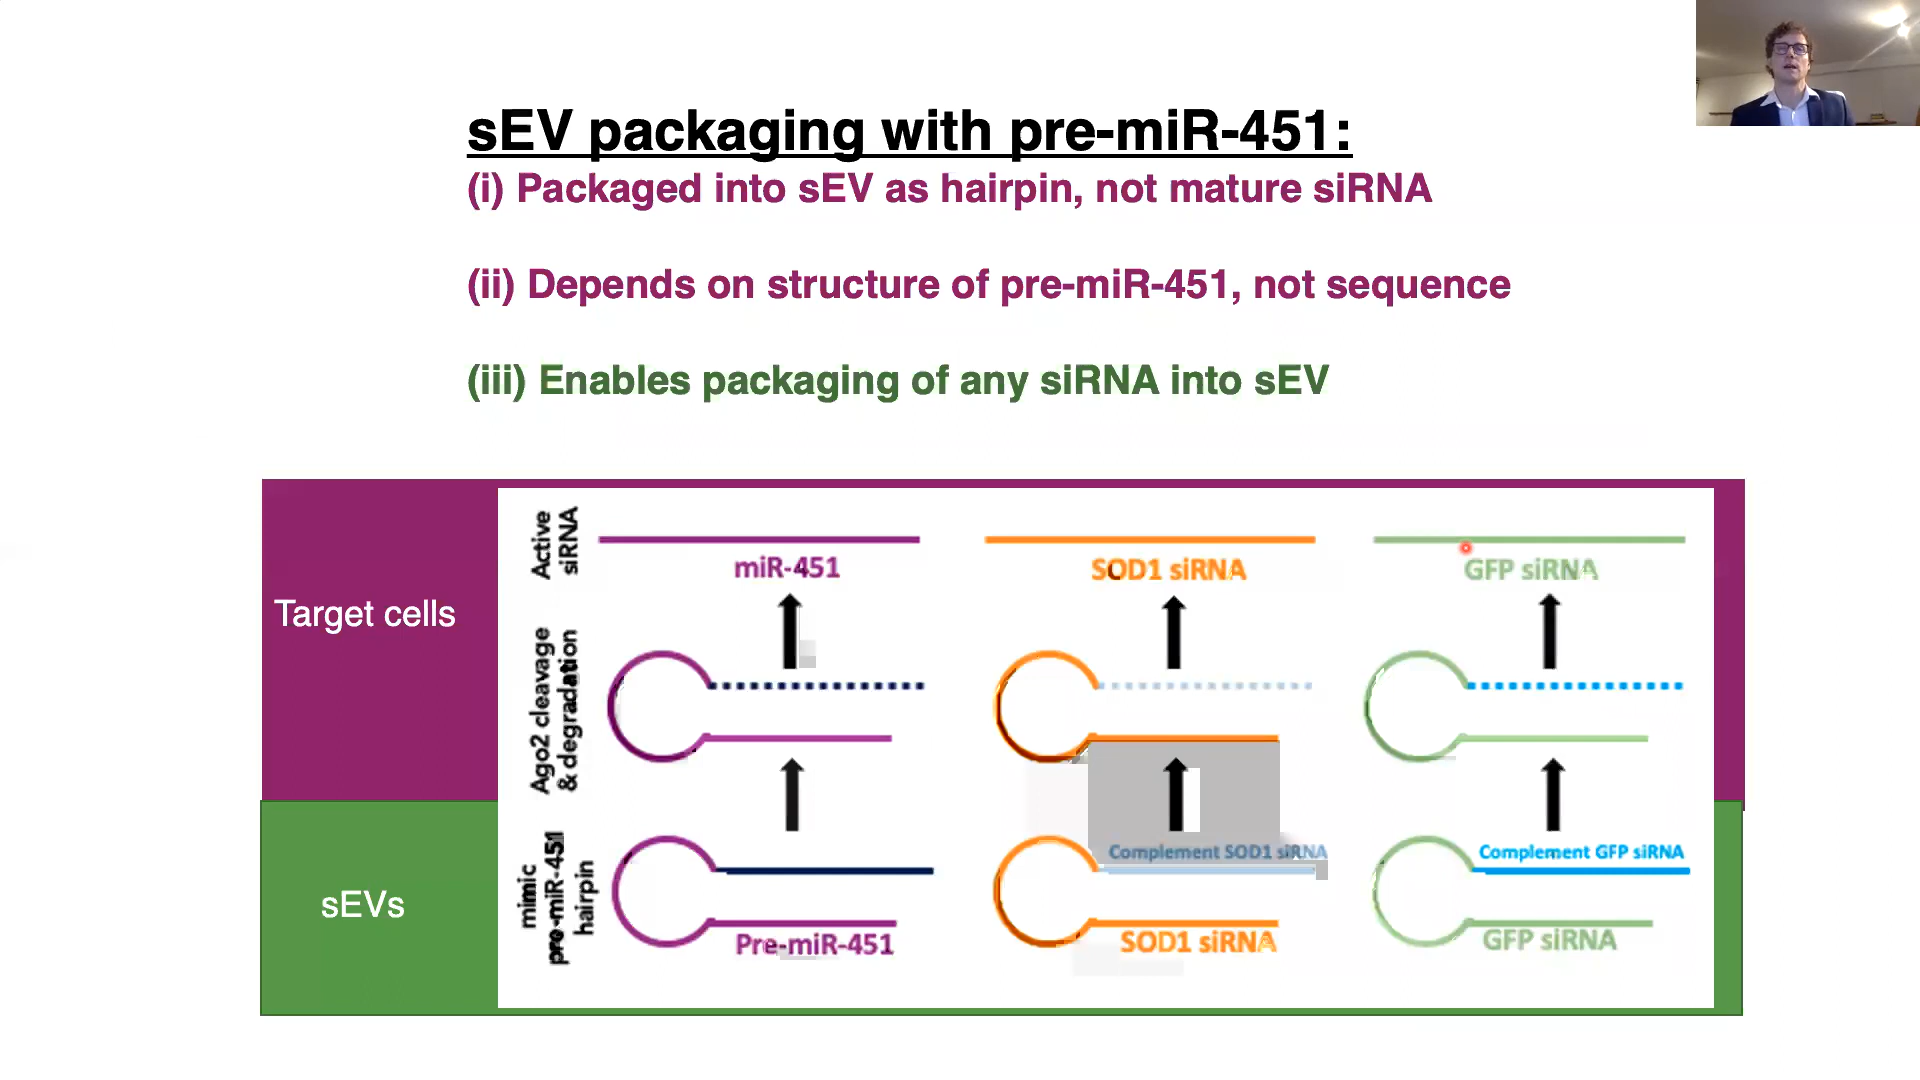 sEV packaging with pre-miR-451:
(i) Packaged into sEV as hairpin, not mature siRNA
(ii) Depends on structure of pre-miR-451, not sequence
(iii) Enables packaging of any siRNA into sEV
Target cells
sEVs
Active
siRNA
miR-451
SOD1 siRNA
GFP siRNA
Ago2 cleavage
& degradation
mimic
pre-miR-451
hairpin
Complement SOD1 siRNA
Complement GFP siRNA
Pre-miR-451
SOD1 siRNA
GFP siRNA